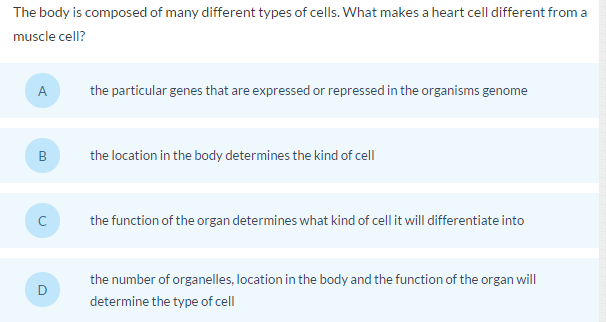 The body is composed of many different types of cells. What makes a heart cell different from a
muscle cell?
A the particular genes that are expressed or repressed in the organisms genome
B the location in the body determines the kind of cell
C the function of the organ determines what kind of cell it will differentiate into
D the number of organelles, location in the body and the function of the organ will
determine the type of cell